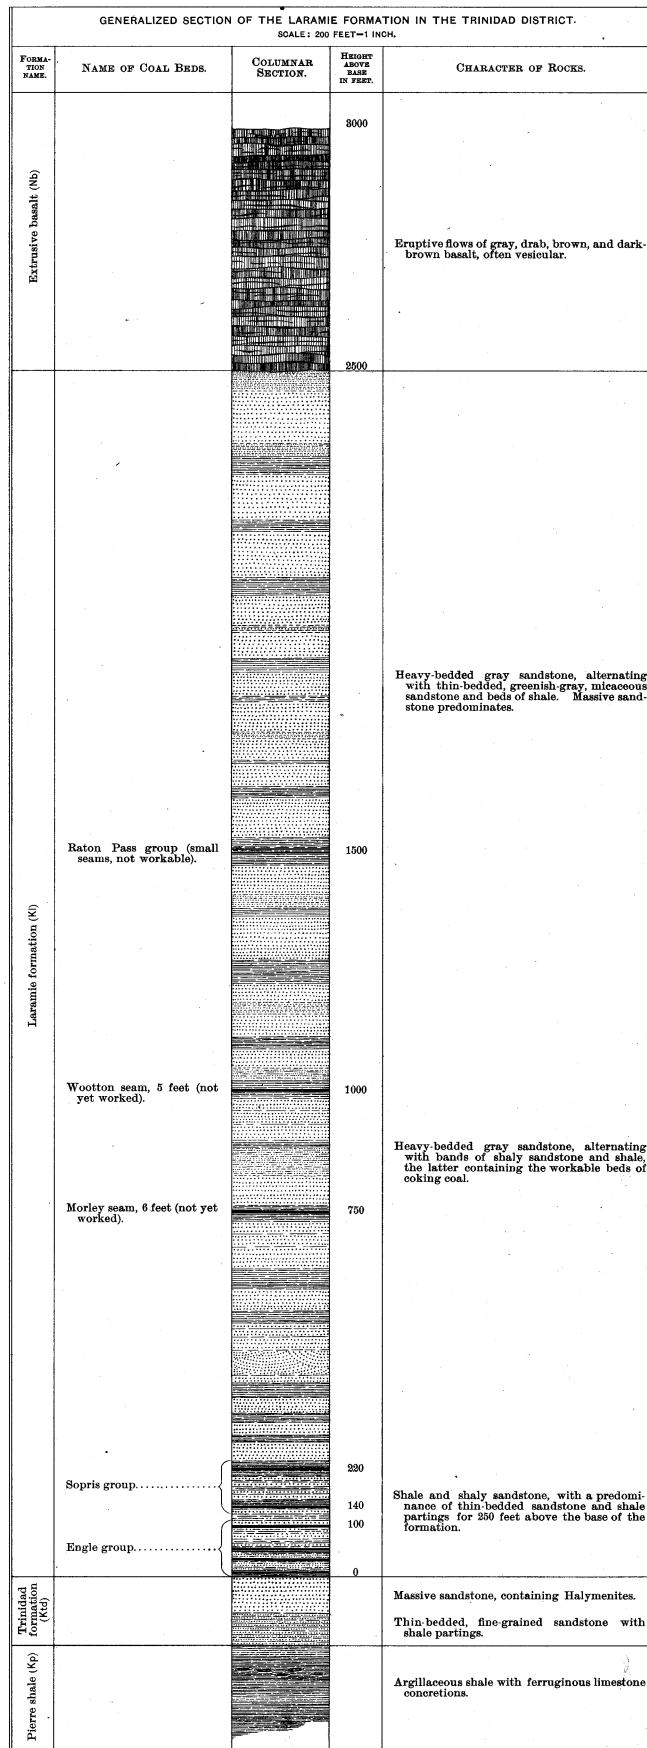 GENERALIZED SECTION OF THE LARAMIE FORMATION IN THE TRINIDAD DISTRICT.
SCALE: 200 FEET=1 INCH.
FORMA-
TION
NAME.
NAME OF COAL BEDS.
COLUMNAR
SECTION.
HEIGHT
ABOVE
BASE
IN FEET.
CHARACTER OF ROCKS.
3000
Extrusive basalt (Nb)
Eruptive flows of gray, drab, brown, and dark-
brown basalt, often vesicular.
2500
Heavy-bedded gray sandstone, alternating
with thin-bedded, greenish-gray, micaceous
sandstone and beds of shale. Massive sand-
stone predominates.
Raton Pass group (small
seams, not workable).
1500
Laramie formation (Kl)
Wootton seam, 5 feet (not
yet worked).
1000
Heavy-bedded gray sandstone, alternating
with bands of shaly sandstone and shale,
the latter containing the workable beds of
coking coal.
Morley seam, 6 feet (not yet
worked).
750
220
Sopris group..............
140
Shale and shaly sandstone, with a predomi-
nance of thin-bedded sandstone and shale
partings for 250 feet above the base of the
formation.
100
Engle group..............
0
Trinidad
formation
(Ktd)
Massive sandstone, containing Halymenites.
Thin-bedded, fine-grained sandstone with
shale partings.
Pierre shale (Kp)
Argillaceous shale with ferruginous limestone
concretions.